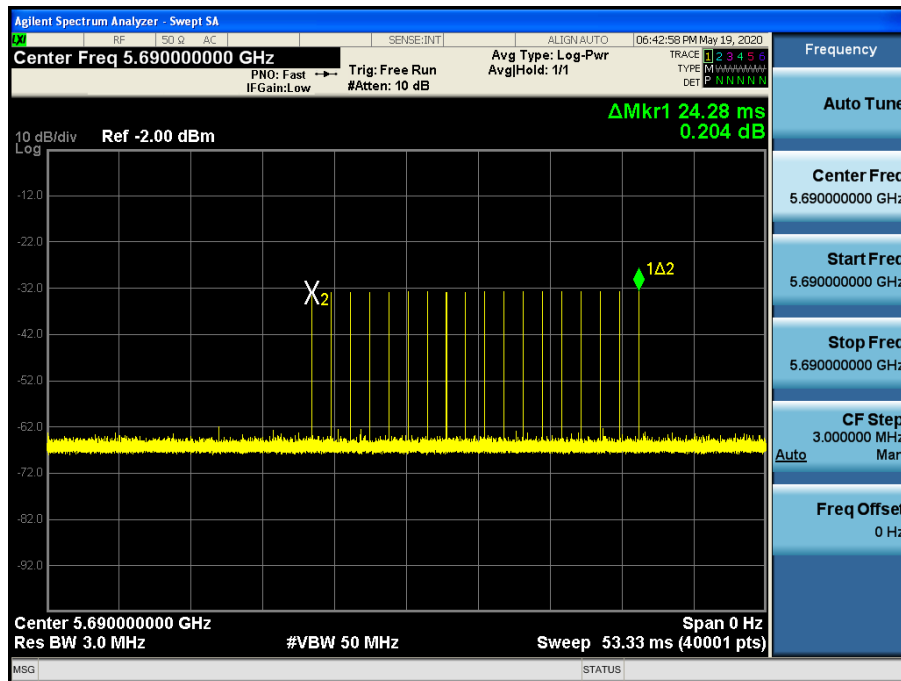 Agilent Spectrum Analyzer - Swept SA
LXI RF 50 Ω AC SENSE:INT ALIGN AUTO 06:42:58 PM May 19, 2020
Center Freq 5.690000000 GHz
PNO: Fast
IFGain:Low
Trig: Free Run
#Atten: 10 dB
Avg Type: Log-Pwr
Avg|Hold: 1/1
TRACE 1 2 3 4 5 6
TYPE M
DET P N N N N N
Frequency
Auto Tune
Center Freq
5.690000000 GHz
Start Freq
5.690000000 GHz
Stop Freq
5.690000000 GHz
CF Step
3.000000 MHz
Auto Man
Freq Offset
0 Hz
ΔMkr1 24.28 ms
0.204 dB
10 dB/div Ref -2.00 dBm
Log
-12.0
-22.0
-32.0
-42.0
-52.0
-62.0
-72.0
-82.0
-92.0
X2
1Δ2
Center 5.690000000 GHz Span 0 Hz
Res BW 3.0 MHz #VBW 50 MHz Sweep 53.33 ms (40001 pts)
MSG STATUS